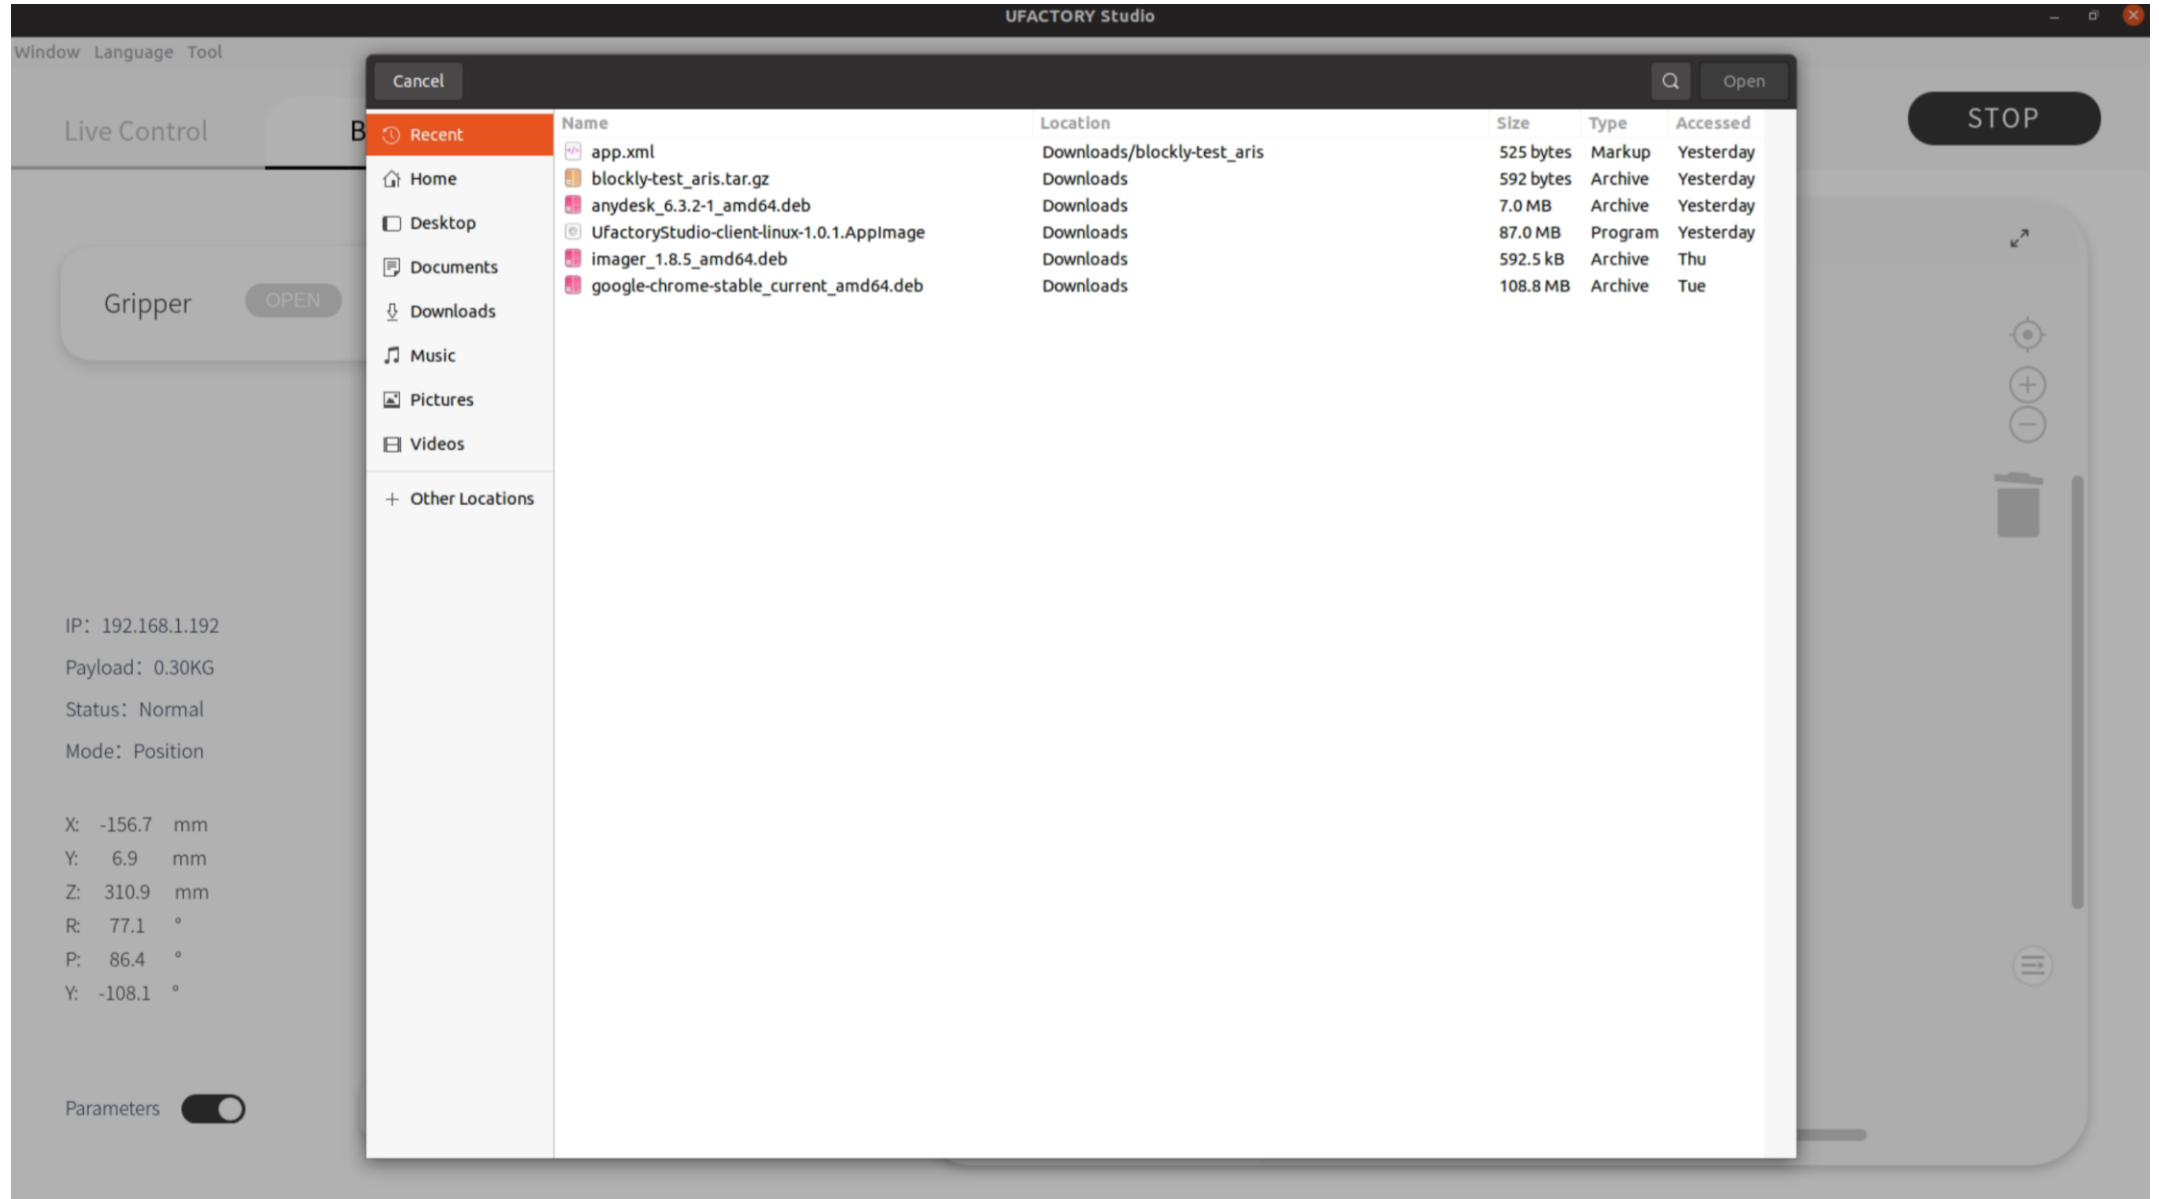 UFACTORY Studio
Window Language Tool
Cancel Open
Live Control B STOP
Recent
Home
Desktop
Documents
Downloads
Music
Pictures
Videos
Other Locations
Name Location Size Type Accessed
app.xml Downloads/blockly-test_aris 525 bytes Markup Yesterday
blockly-test_aris.tar.gz Downloads 592 bytes Archive Yesterday
anydesk_6.3.2-1_amd64.deb Downloads 7.0 MB Archive Yesterday
UfactoryStudio-client-linux-1.0.1.AppImage Downloads 87.0 MB Program Yesterday
imager_1.8.5_amd64.deb Downloads 592.5 kB Archive Thu
google-chrome-stable_current_amd64.deb Downloads 108.8 MB Archive Tue
Gripper OPEN
IP: 192.168.1.192
Payload: 0.30KG
Status: Normal
Mode: Position
X: -156.7 mm
Y: 6.9 mm
Z: 310.9 mm
R: 77.1 °
P: 86.4 °
Y: -108.1 °
Parameters